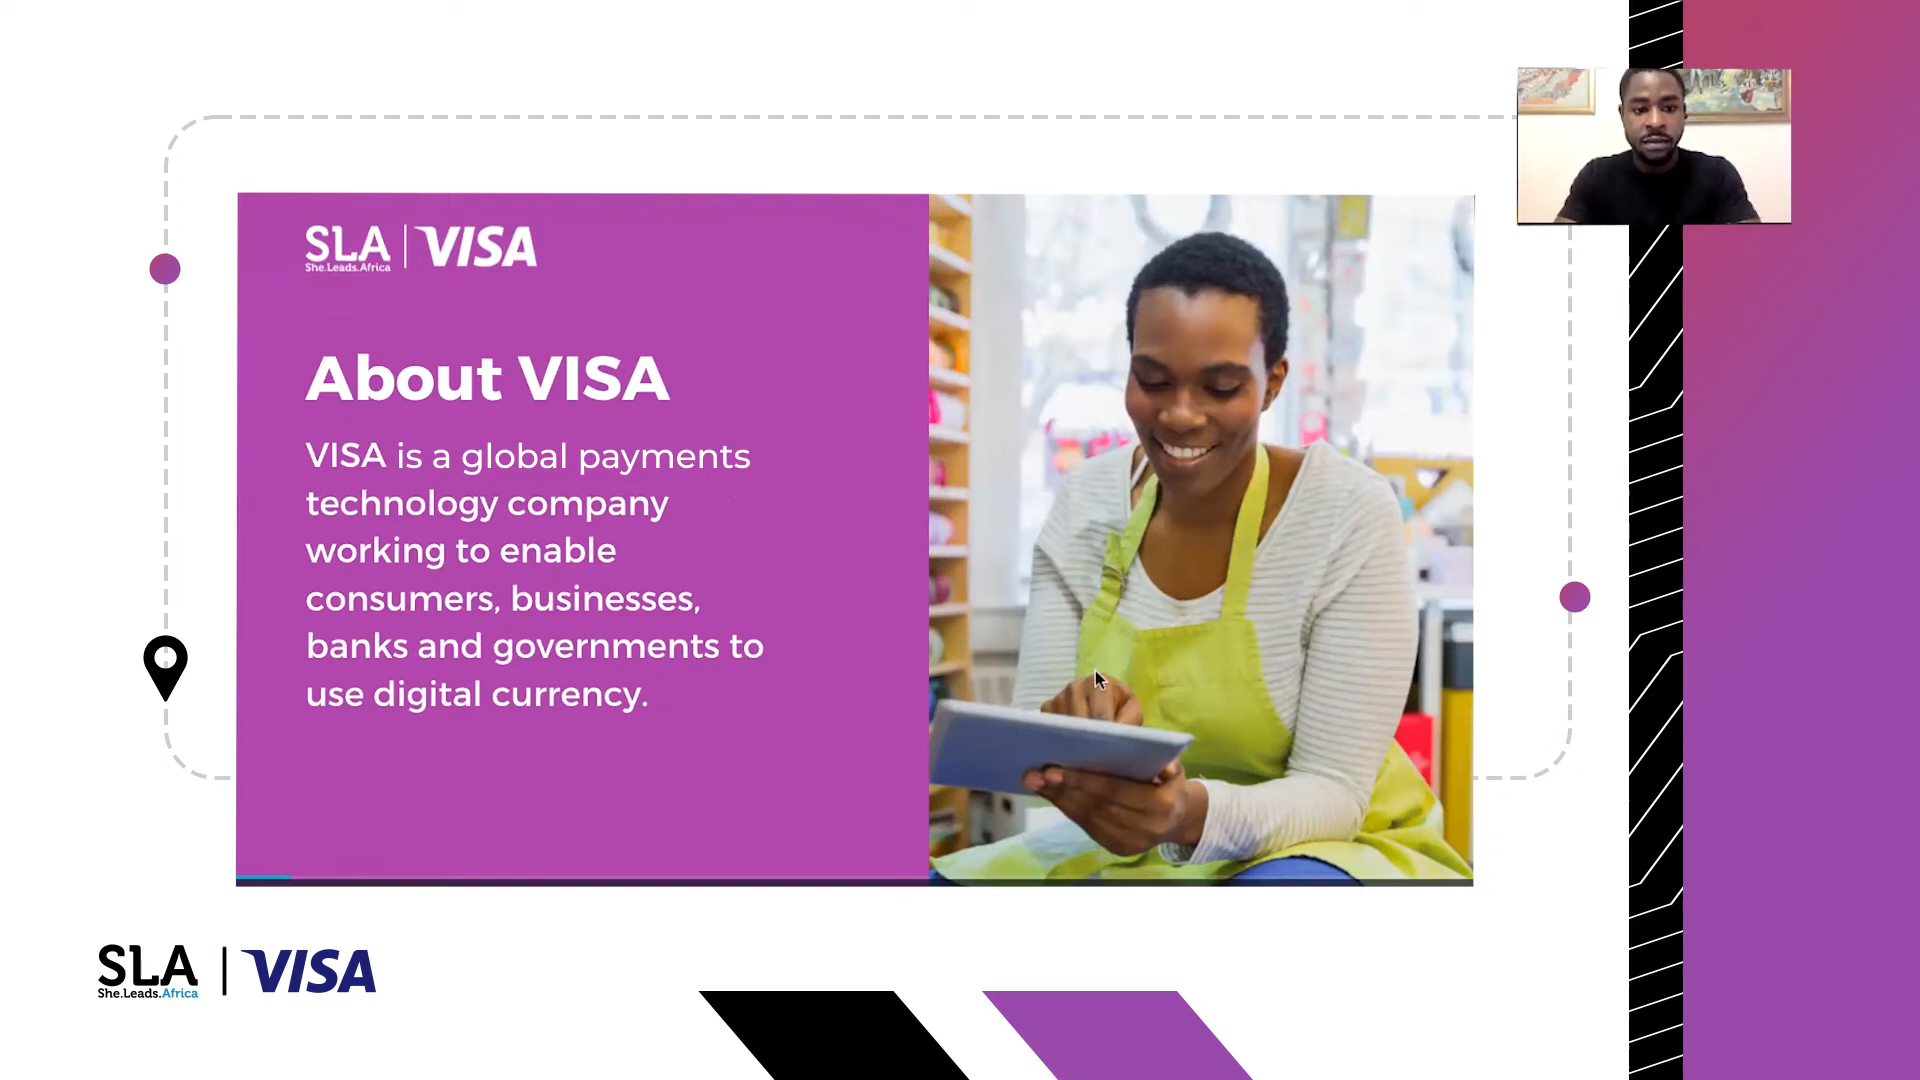 SLA | VISA
She.Leads.Africa
About VISA
VISA is a global payments
technology company
working to enable
consumers, businesses,
banks and governments to
use digital currency.
SLA | VISA
She.Leads.Africa